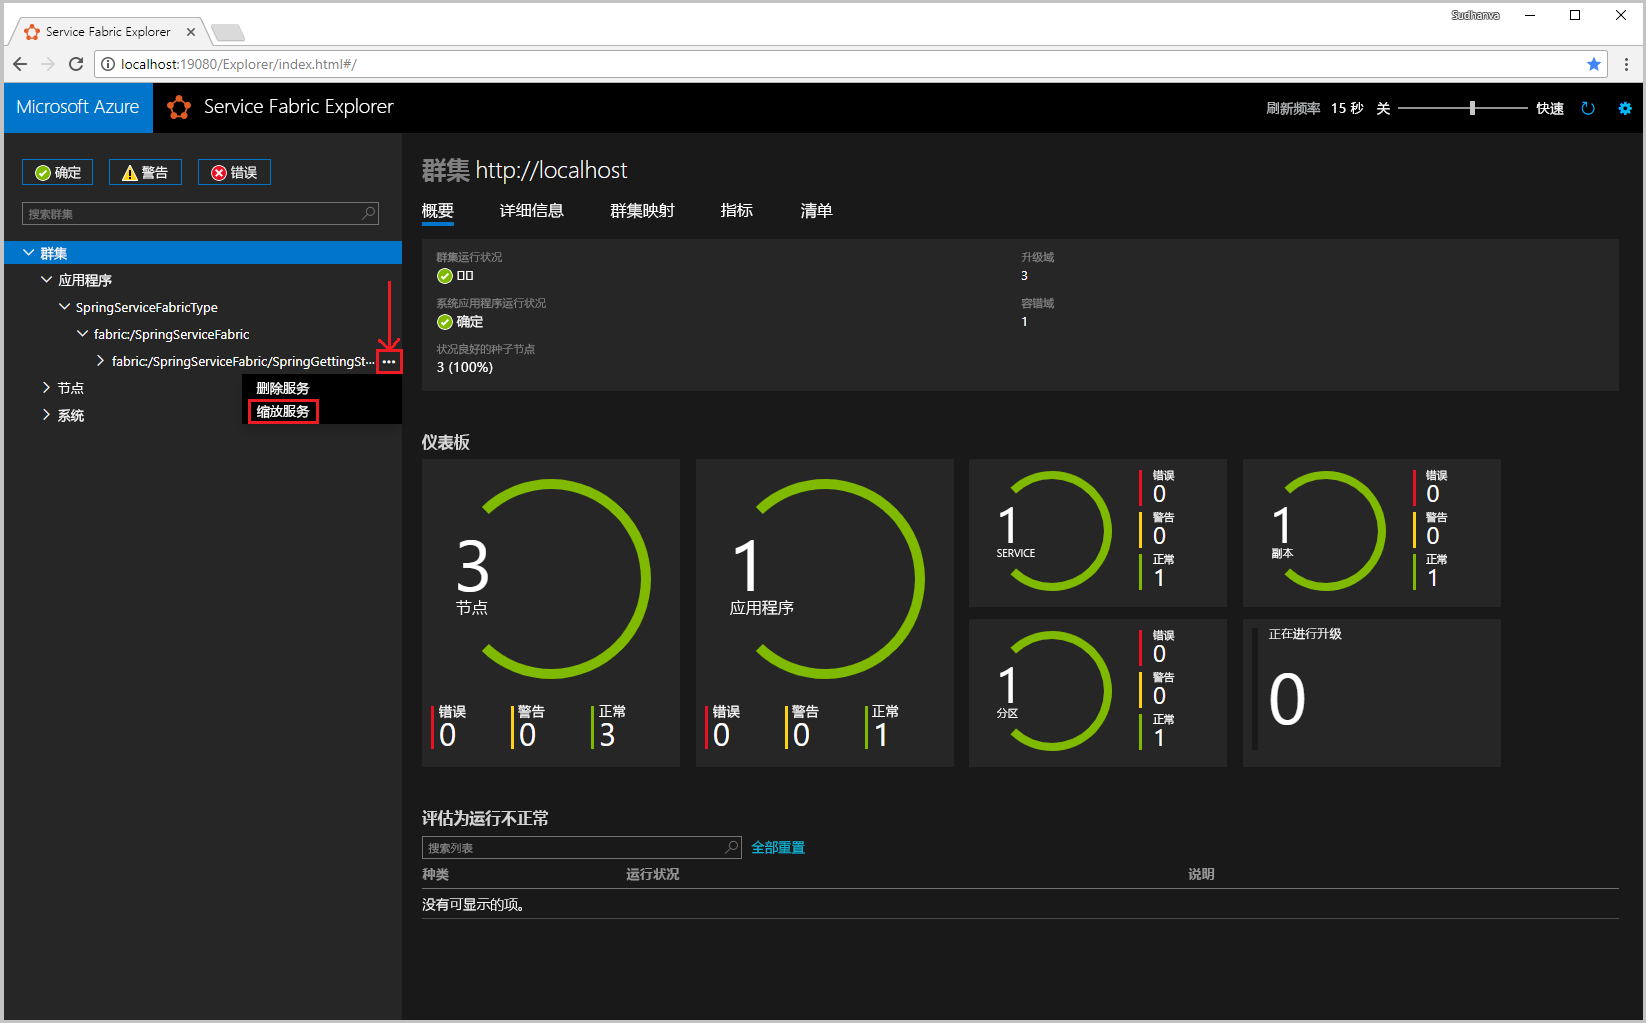 Sudhanva
Service Fabric Explorer
localhost:19080/Explorer/index.html#/
Microsoft Azure
Service Fabric Explorer
刷新频率 15 秒 关 快速
确定 警告 错误
搜索群集
群集
应用程序
SpringServiceFabricType
fabric:/SpringServiceFabric
fabric:/SpringServiceFabric/SpringGettingSt...
删除服务
缩放服务
节点
系统
群集 http://localhost
概要 详细信息 群集映射 指标 清单
群集运行状况
升级域
3
系统应用程序运行状况
确定
容错域
1
状况良好的种子节点
3 (100%)
仪表板
3
节点
错误 警告 正常
0 0 3
1
应用程序
错误 警告 正常
0 0 1
1
SERVICE
错误
0
警告
0
正常
1
1
副本
错误
0
警告
0
正常
1
1
分区
错误
0
警告
0
正常
1
正在进行升级
0
评估为运行不正常
搜索列表
全部重置
种类 运行状况 说明
没有可显示的项。